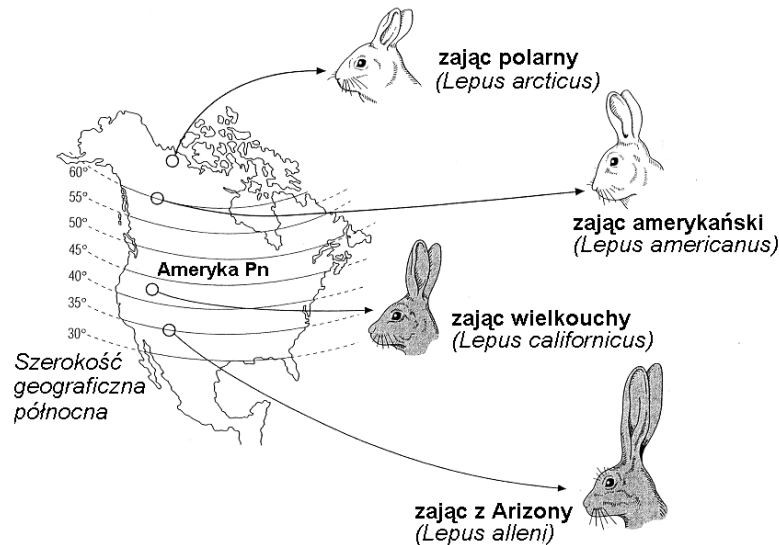 zając polarny
(Lepus arcticus)
60°
55°
50°
45°
40°
35°
30°
zając amerykański
(Lepus americanus)
Ameryka Pn
zając wielkouchy
(Lepus californicus)
Szerokość
geograficzna
północna
zając z Arizony
(Lepus alleni)